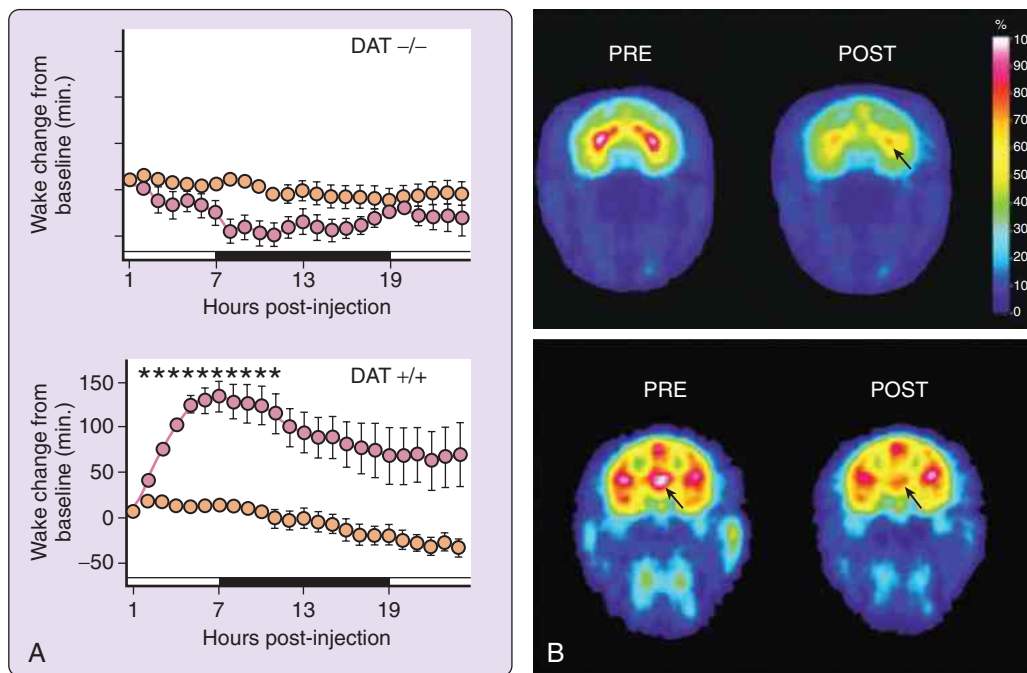 DAT –/–
Wake change from
baseline (min.)
1
7
13
19
Hours post-injection
***********
DAT +/+
150
100
50
0
–50
Wake change from
baseline (min.)
1
7
13
19
Hours post-injection
A
PRE
POST
%
10
90
80
70
60
50
40
30
20
10
0
PRE
POST
B